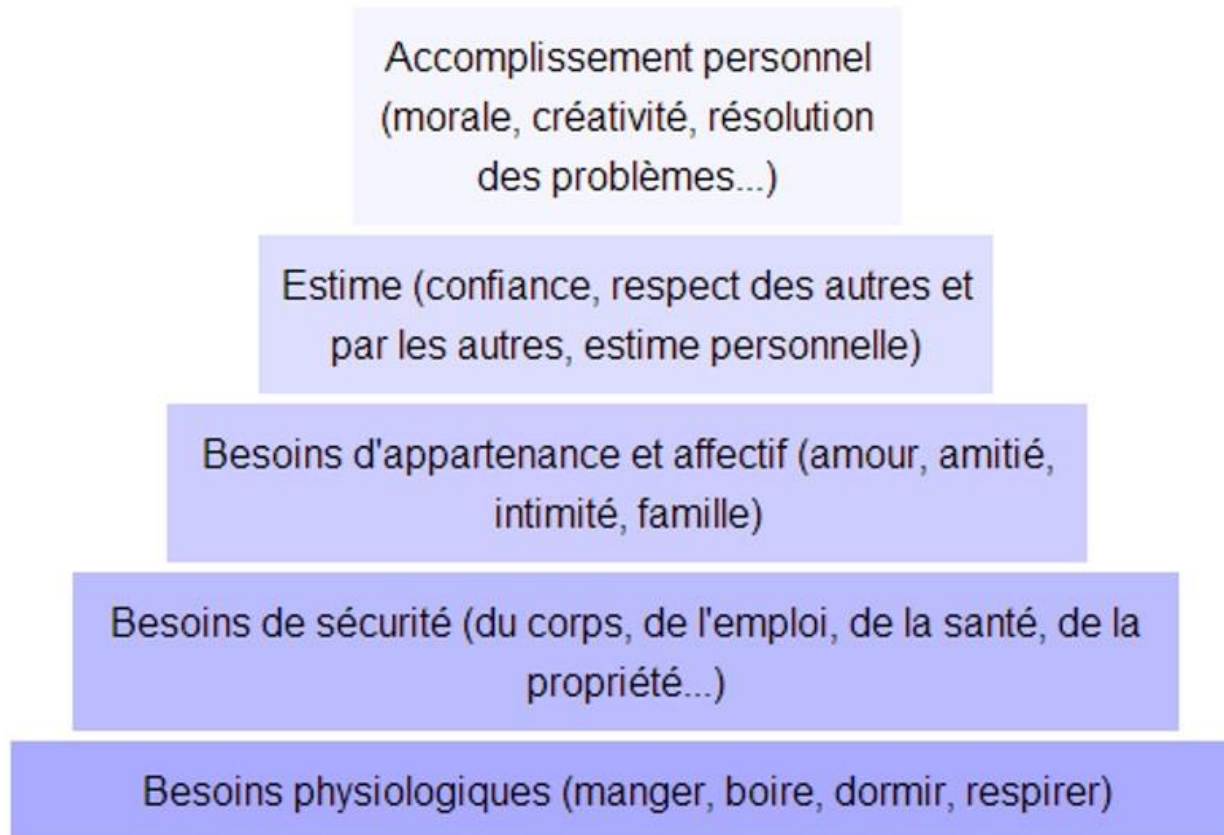 Accomplissement personnel
(morale, créativité, résolution
des problèmes...)
Estime (confiance, respect des autres et
par les autres, estime personnelle)
Besoins d'appartenance et affectif (amour, amitié,
intimité, famille)
Besoins de sécurité (du corps, de l'emploi, de la santé, de la
propriété...)
Besoins physiologiques (manger, boire, dormir, respirer)